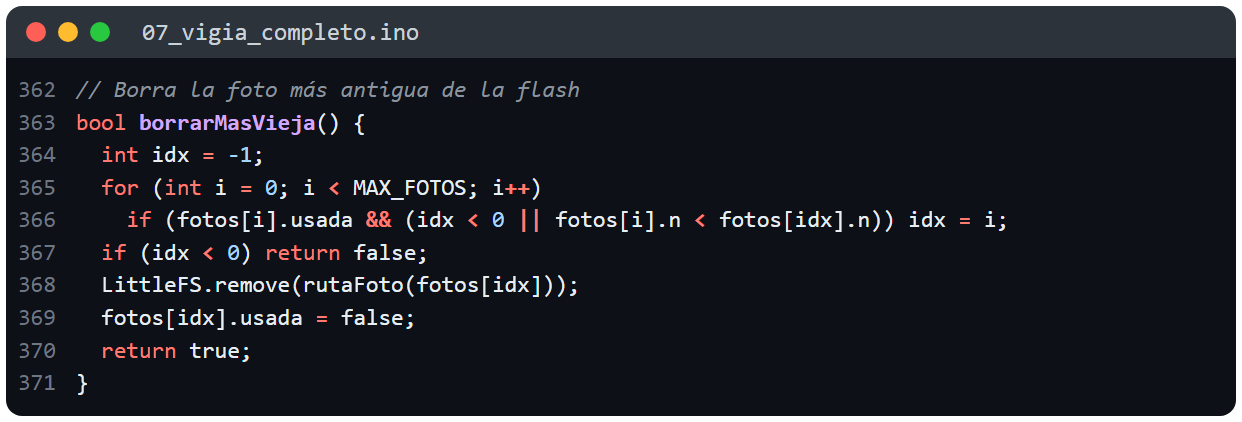 07_vigia_completo.ino
362 // Borra la foto más antigua de la flash
363 bool borrarMasVieja() {
364   int idx = -1;
365   for (int i = 0; i < MAX_FOTOS; i++)
366     if (fotos[i].usada && (idx < 0 || fotos[i].n < fotos[idx].n)) idx = i;
367   if (idx < 0) return false;
368   LittleFS.remove(rutaFoto(fotos[idx]));
369   fotos[idx].usada = false;
370   return true;
371 }